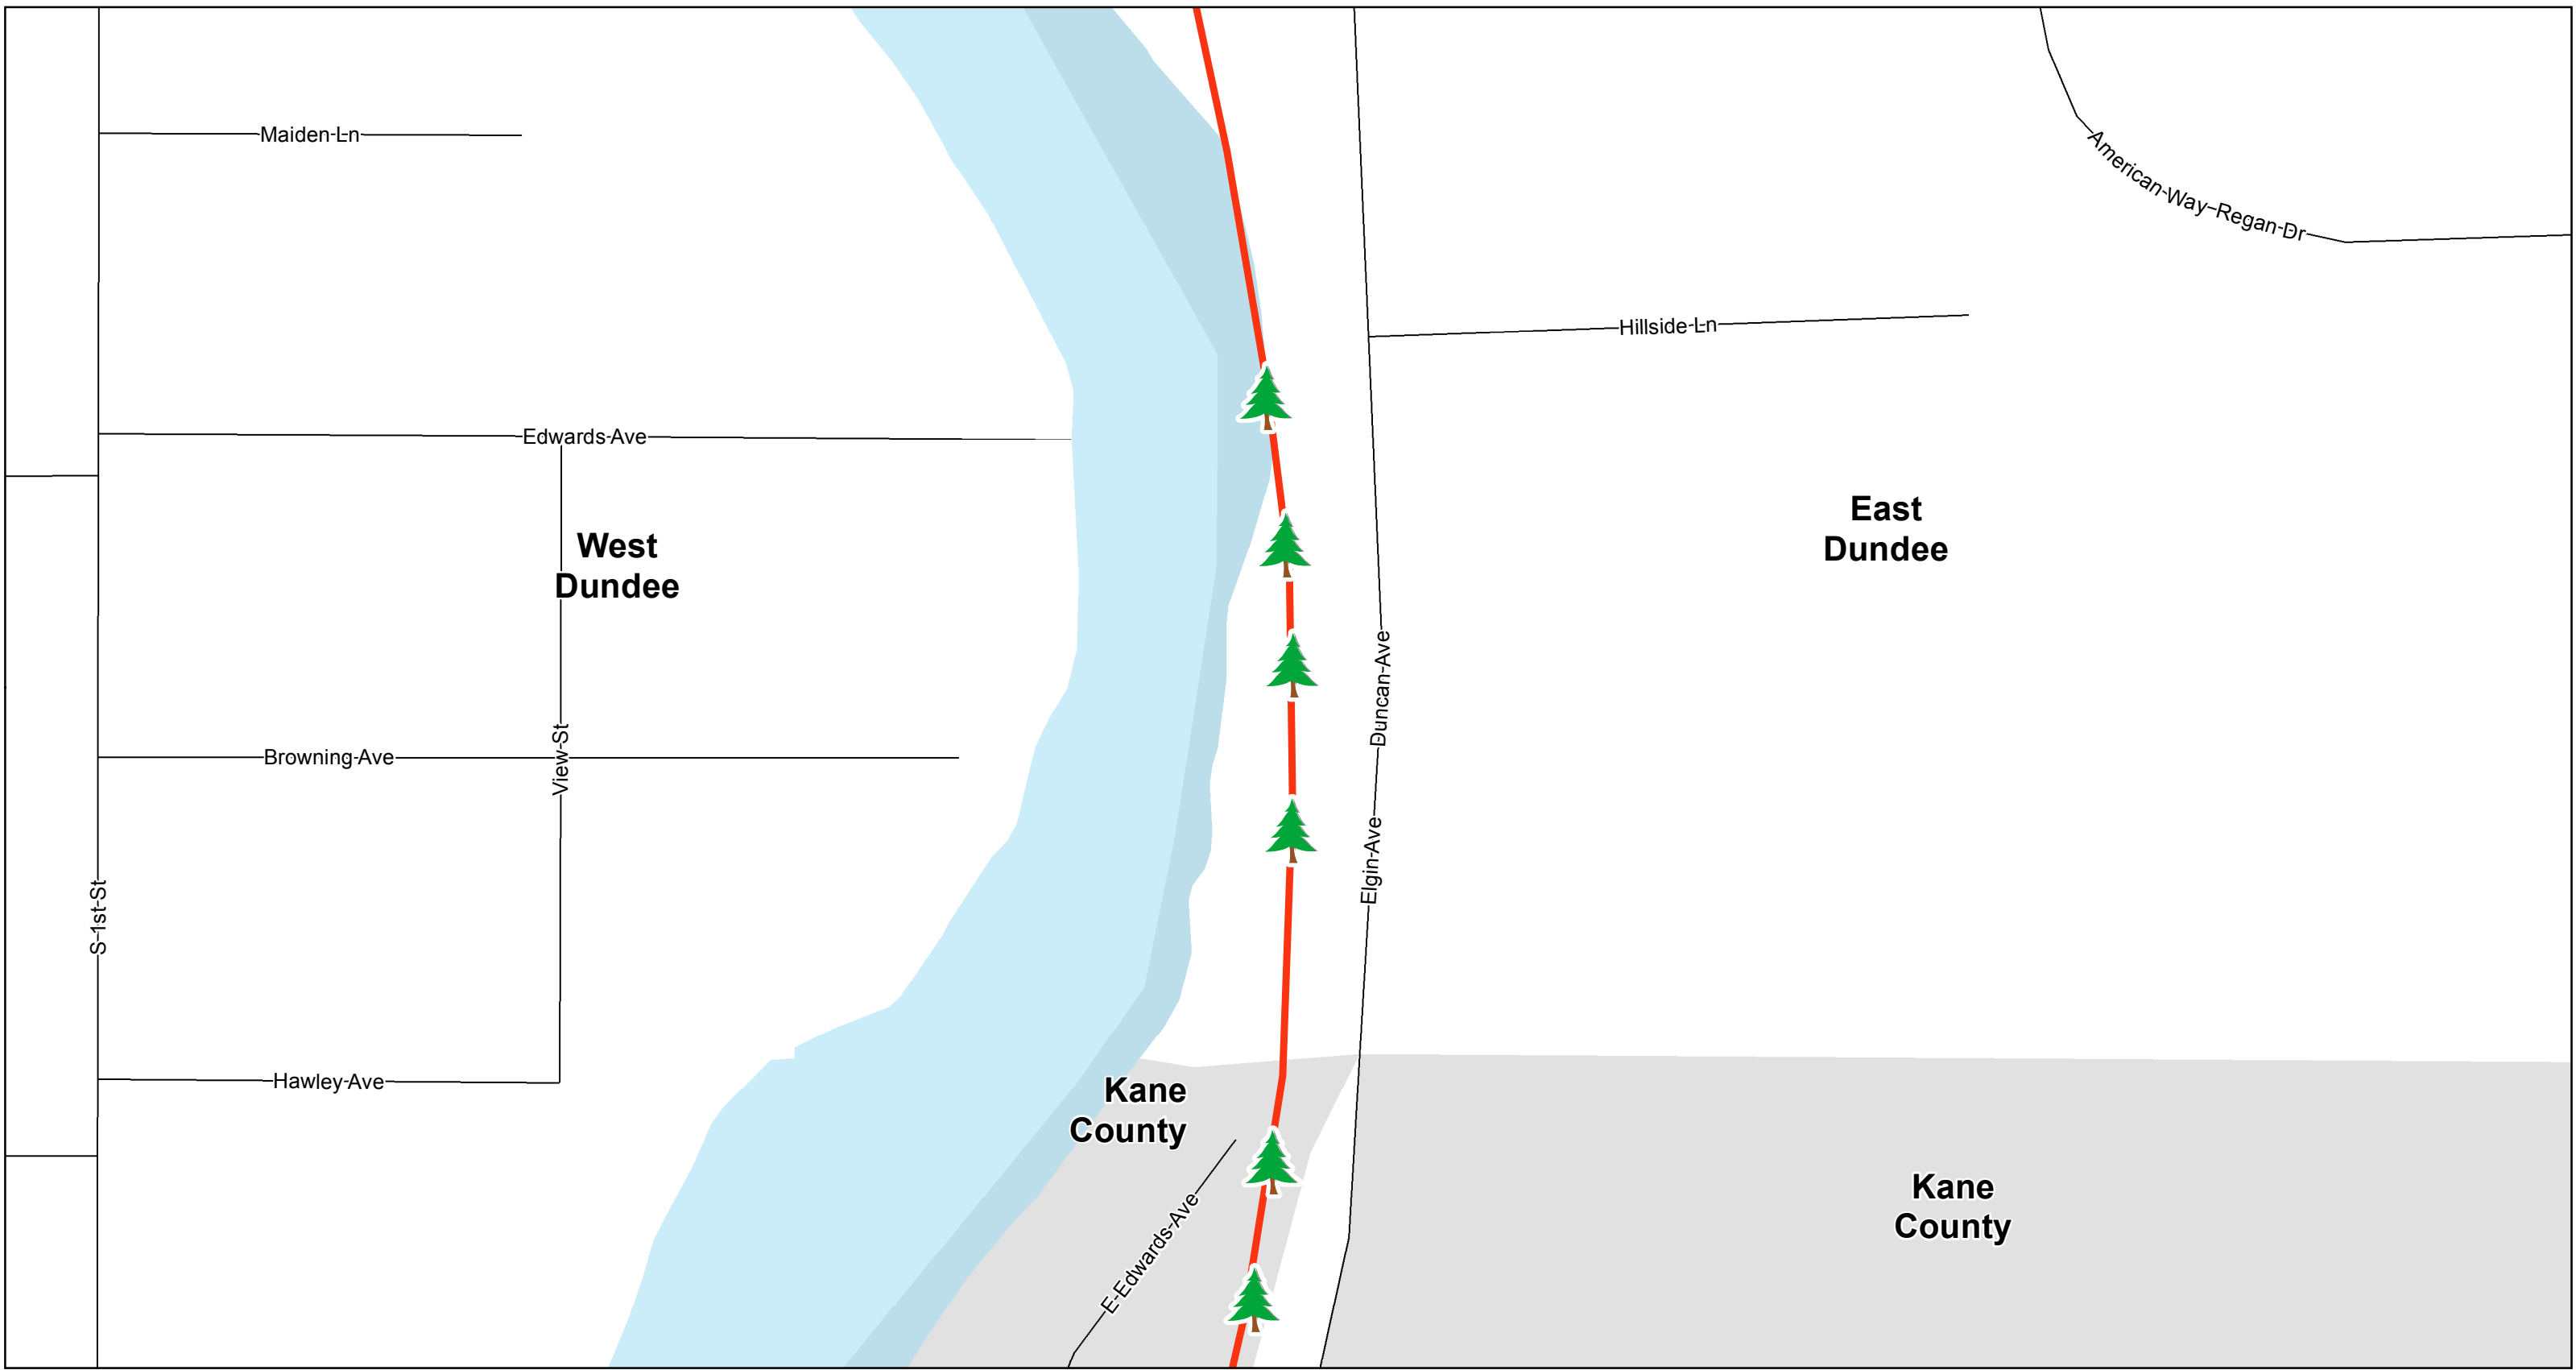 Maiden Ln
American Way Regan Dr
Hillside Ln
Edwards Ave
East
Dundee
West
Dundee
Duncan Ave
View St
Browning Ave
Elgin Ave
S 1st St
Hawley Ave
Kane
County
E Edwards Ave
Kane
County